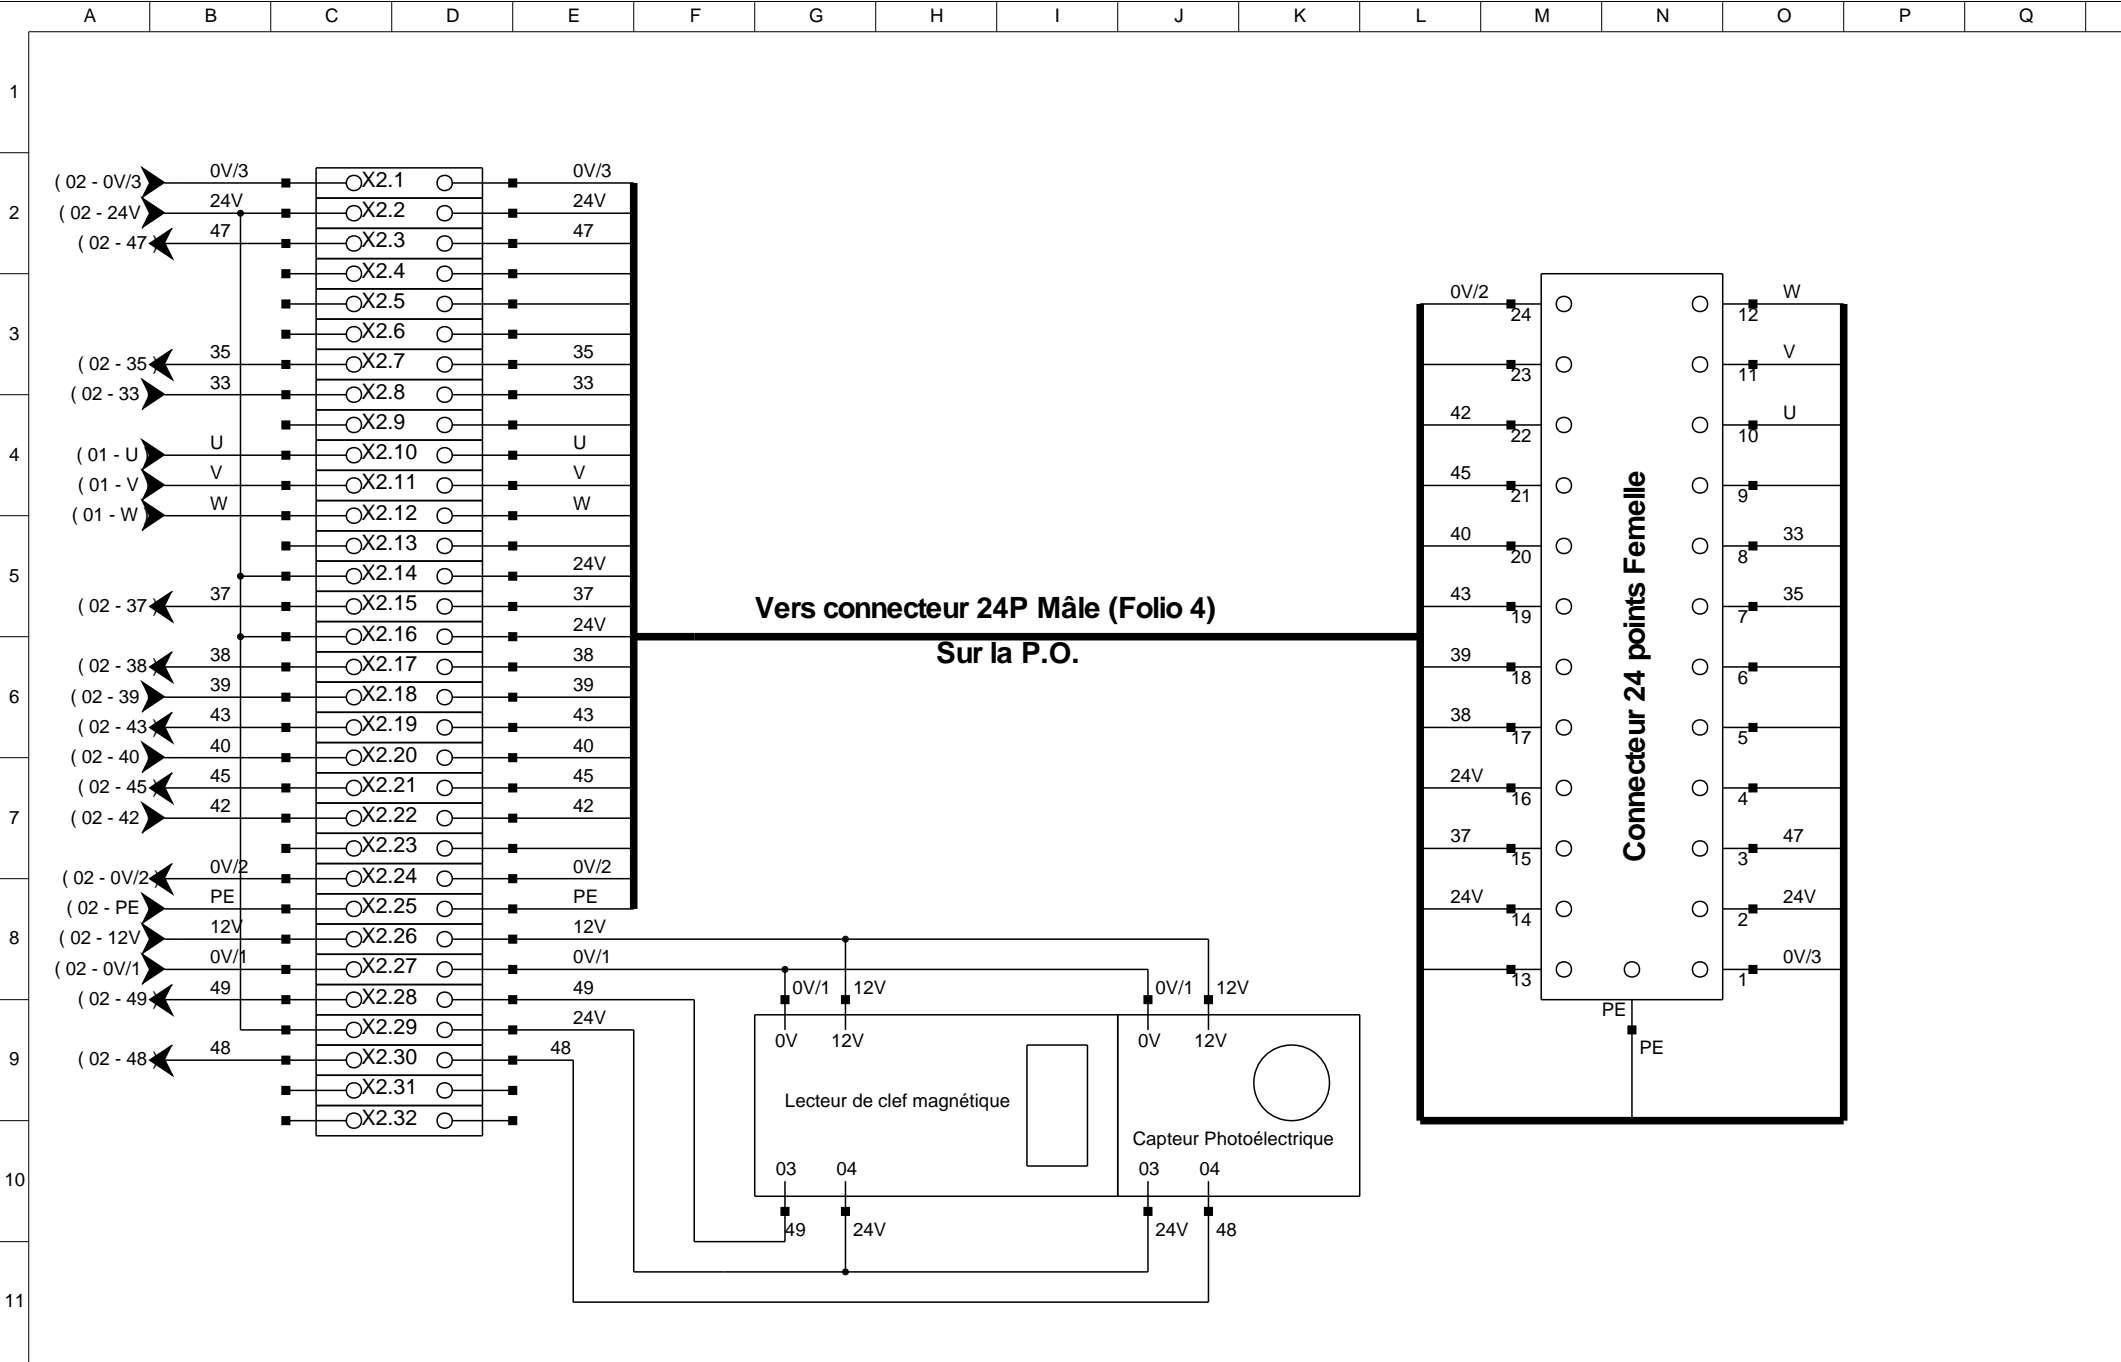 A B C D E F G H I J K L M N O P Q
1
( 02 - 0V/3 0V/3 X2.1 0V/3
2 ( 02 - 24V 24V X2.2 24V
( 02 - 47 ) 47 X2.3 47
X2.4
X2.5 0V/2 24 12 W
3 X2.6
( 02 - 35 ) 35 X2.7 35 23 11 V
( 02 - 33 33 X2.8 33
X2.9 42 22 10 U
4 ( 01 - U U X2.10 U
( 01 - V V X2.11 V 45 21 9
( 01 - W ) W X2.12 W
X2.13 40 20 8 33
5 X2.14 24V
( 02 - 37 ) 37 X2.15 37 43 19 7 35
Vers connecteur 24P Mâle (Folio 4)
X2.16 24V
Sur la P.O.
Connecteur 24 points Femelle
( 02 - 38 ) 38 X2.17 38 39 18 6
6 ( 02 - 39 39 X2.18 39
( 02 - 43 ) 43 X2.19 43 38 17 5
( 02 - 40 40 X2.20 40
( 02 - 45 ) 45 X2.21 45 24V 16 4
7 ( 02 - 42 42 X2.22 42
X2.23 37 15 3 47
( 02 - 0V/2 0V/2 X2.24 0V/2
( 02 - PE PE X2.25 PE 24V 14 2 24V
8 ( 02 - 12V 12V X2.26 12V
( 02 - 0V/1 0V/1 X2.27 0V/1 13 1 0V/3
( 02 - 49 ) 49 X2.28 49 0V/1 12V 0V/1 12V
PE
X2.29 24V
0V 12V 0V 12V PE
9 ( 02 - 48 ) 48 X2.30 48
X2.31
Lecteur de clef magnétique
X2.32
Capteur Photoélectrique
10 03 04 03 04
49 24V 24V 48
11